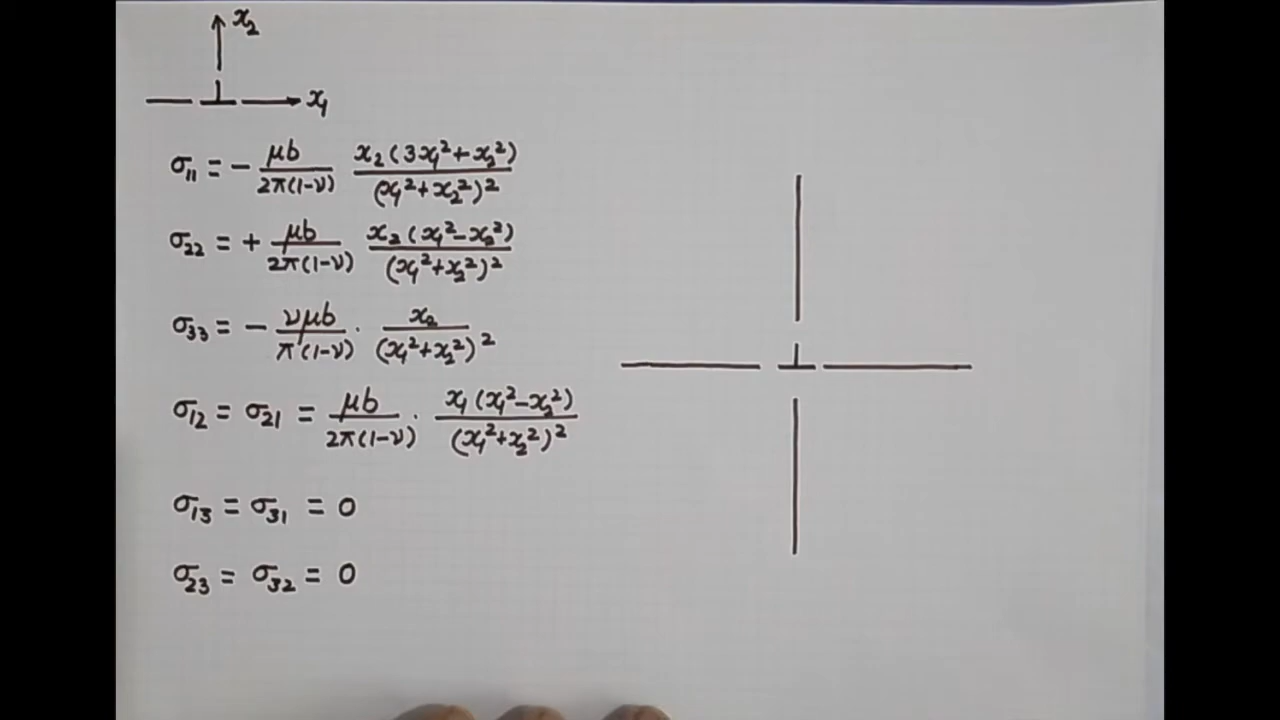 x₂
⊥ x₁
σ₁₁ = - μb/2π(1-ν) x₂(3x₁²+x₂²)/(x₁²+x₂²)²
σ₂₂ = + μb/2π(1-ν) x₂(x₁²-x₂²)/(x₁²+x₂²)²
σ₃₃ = - νμb/π(1-ν) · x₂/(x₁²+x₂²)²
σ₁₂ = σ₂₁ = μb/2π(1-ν) · x₁(x₁²-x₂²)/(x₁²+x₂²)²
σ₁₃ = σ₃₁ = 0
σ₂₃ = σ₃₂ = 0
⊥